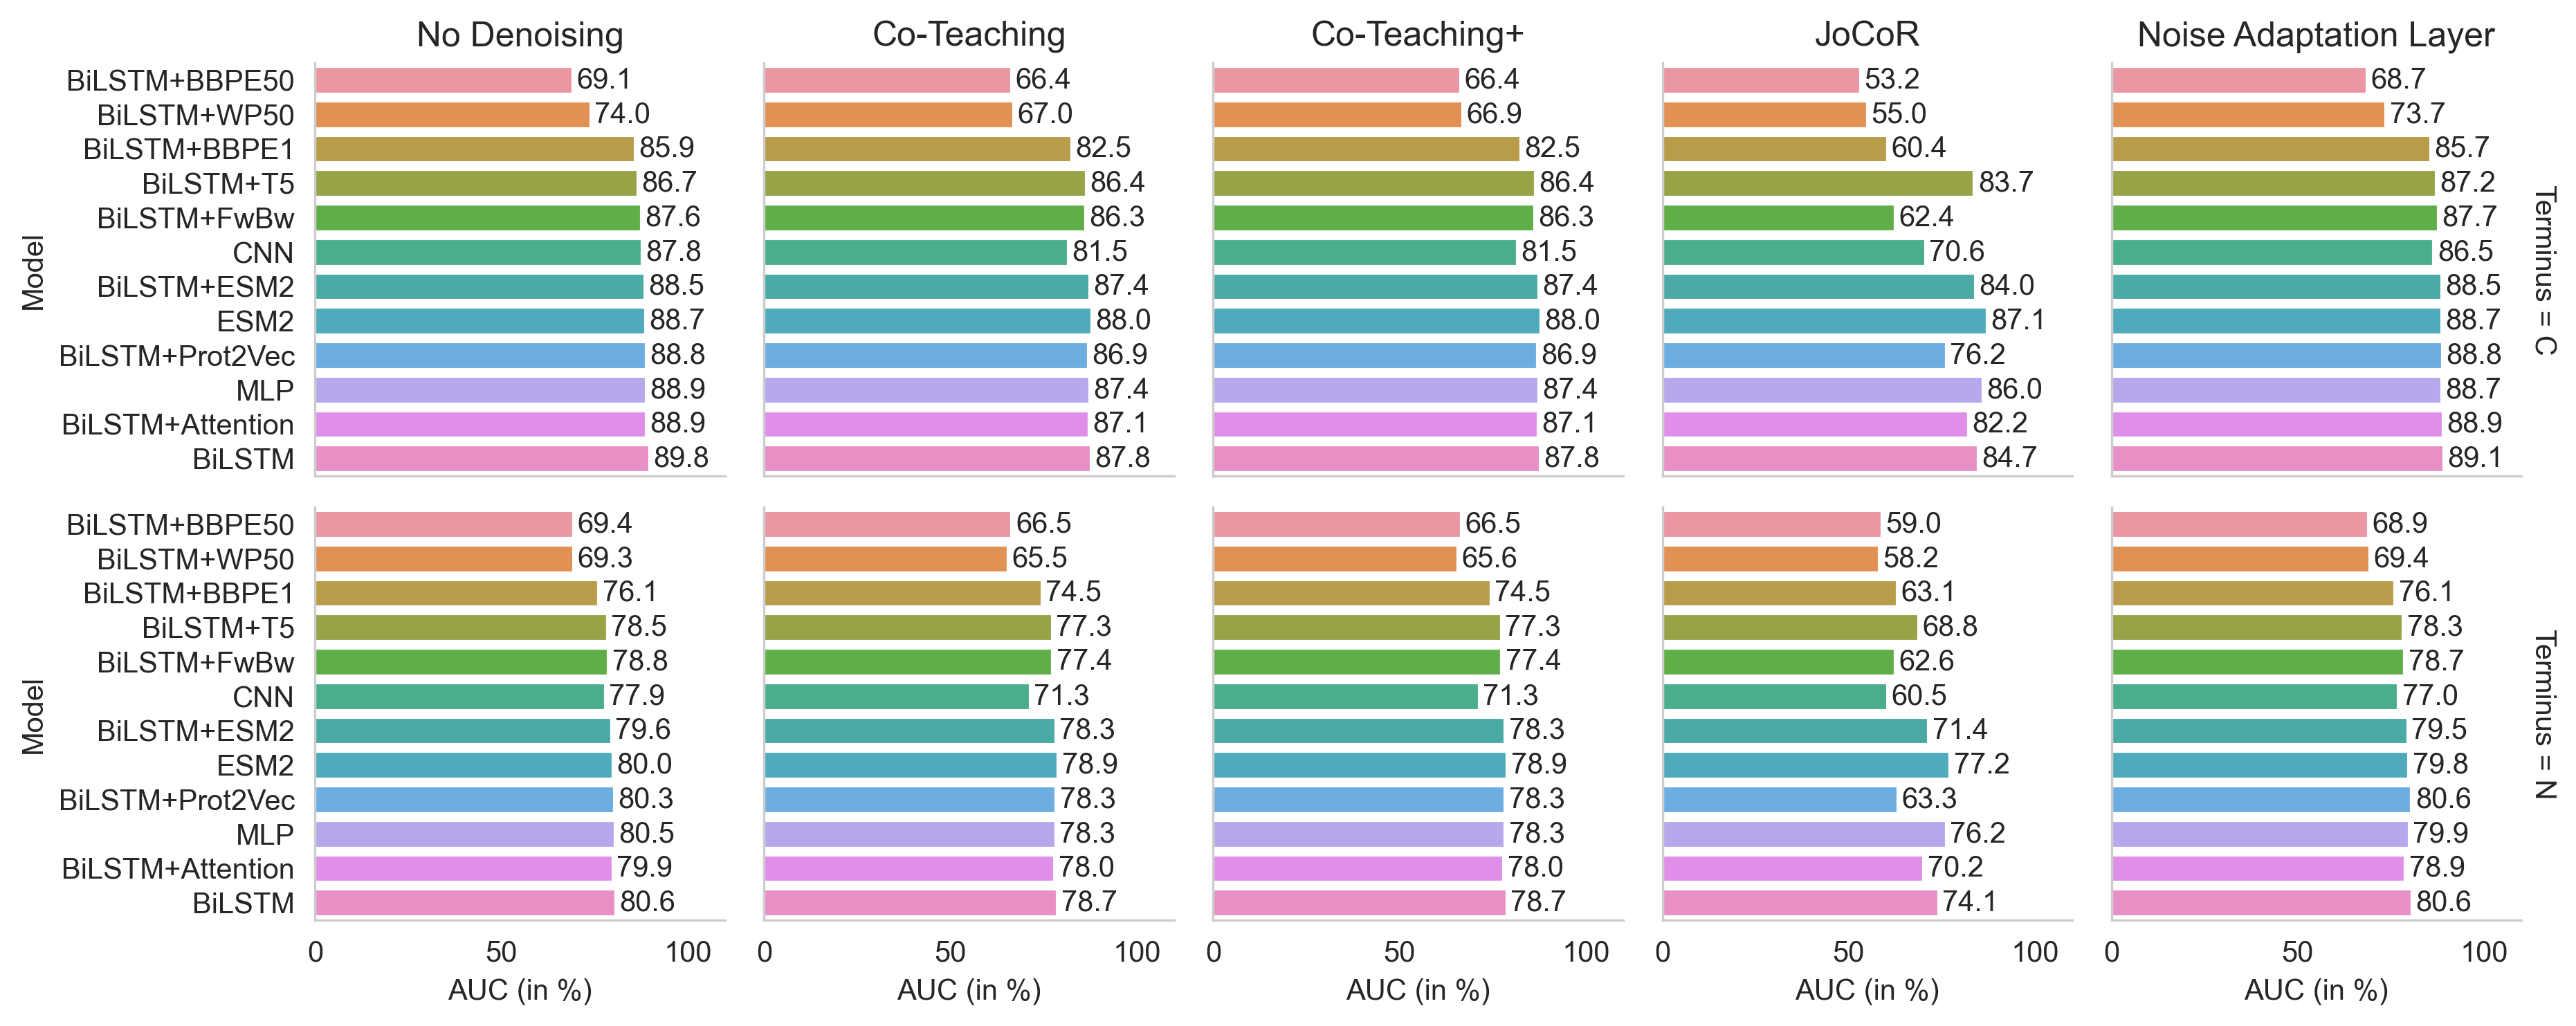 No Denoising Co-Teaching Co-Teaching+ JoCoR Noise Adaptation Layer
BiLSTM+BBPE50 69.1 66.4 66.4 53.2 68.7
BiLSTM+WP50 74.0 67.0 66.9 55.0 73.7
BiLSTM+BBPE1 85.9 82.5 82.5 60.4 85.7
BiLSTM+T5 86.7 86.4 86.4 83.7 87.2
BiLSTM+FwBw 87.6 86.3 86.3 62.4 87.7
CNN 87.8 81.5 81.5 70.6 86.5
BiLSTM+ESM2 88.5 87.4 87.4 84.0 88.5
ESM2 88.7 88.0 88.0 87.1 88.7
BiLSTM+Prot2Vec 88.8 86.9 86.9 76.2 88.8
MLP 88.9 87.4 87.4 86.0 88.7
BiLSTM+Attention 88.9 87.1 87.1 82.2 88.9
BiLSTM 89.8 87.8 87.8 84.7 89.1
Model
Terminus = C
BiLSTM+BBPE50 69.4 66.5 66.5 59.0 68.9
BiLSTM+WP50 69.3 65.5 65.6 58.2 69.4
BiLSTM+BBPE1 76.1 74.5 74.5 63.1 76.1
BiLSTM+T5 78.5 77.3 77.3 68.8 78.3
BiLSTM+FwBw 78.8 77.4 77.4 62.6 78.7
CNN 77.9 71.3 71.3 60.5 77.0
BiLSTM+ESM2 79.6 78.3 78.3 71.4 79.5
ESM2 80.0 78.9 78.9 77.2 79.8
BiLSTM+Prot2Vec 80.3 78.3 78.3 63.3 80.6
MLP 80.5 78.3 78.3 76.2 79.9
BiLSTM+Attention 79.9 78.0 78.0 70.2 78.9
BiLSTM 80.6 78.7 78.7 74.1 80.6
Model
Terminus = N
0 50 100 0 50 100 0 50 100 0 50 100 0 50 100
AUC (in %) AUC (in %) AUC (in %) AUC (in %) AUC (in %)